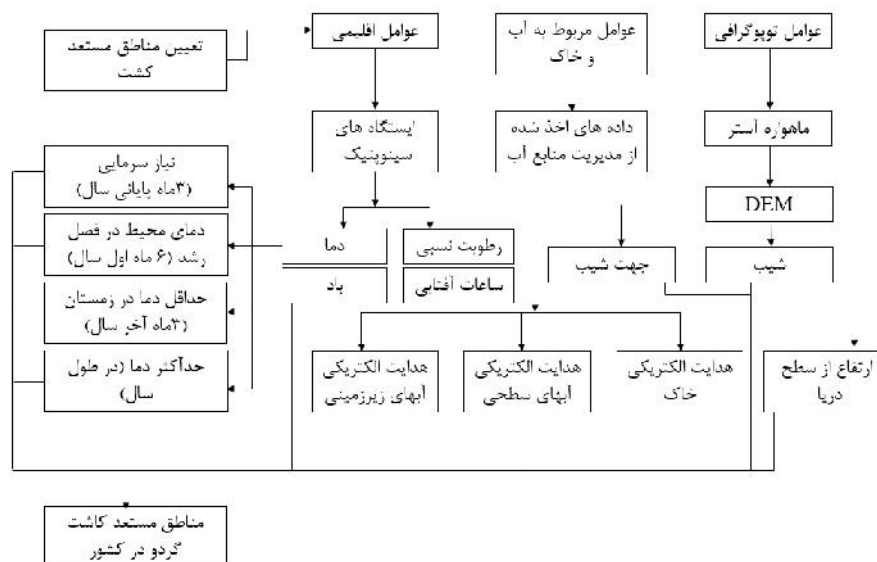 عوامل توپوگرافی
عوامل مربوط به آب
و خاک
عوامل اقلیمی
تعیین مناطق مستعد
کشت
ماهواره آستر
داده های اخذ شده
از مدیریت منابع آب
ایستگاه های
سینوپتیک
نیاز سرمایی
(۳ماه پایانی سال)
DEM
دمای محیط در فصل
رشد (۶ ماه اول سال)
شیب
جهت شیب
رطوبت نسبی
دما
ساعات آفتابی
باد
حداقل دما در زمستان
(۳ماه آخر سال)
ارتفاع از سطح
دریا
هدایت الکتریکی
خاک
هدایت الکتریکی
آبهای سطحی
هدایت الکتریکی
آبهای زیرزمینی
حداکثر دما (در طول
سال)
مناطق مستعد کاشت
گردو در کشور